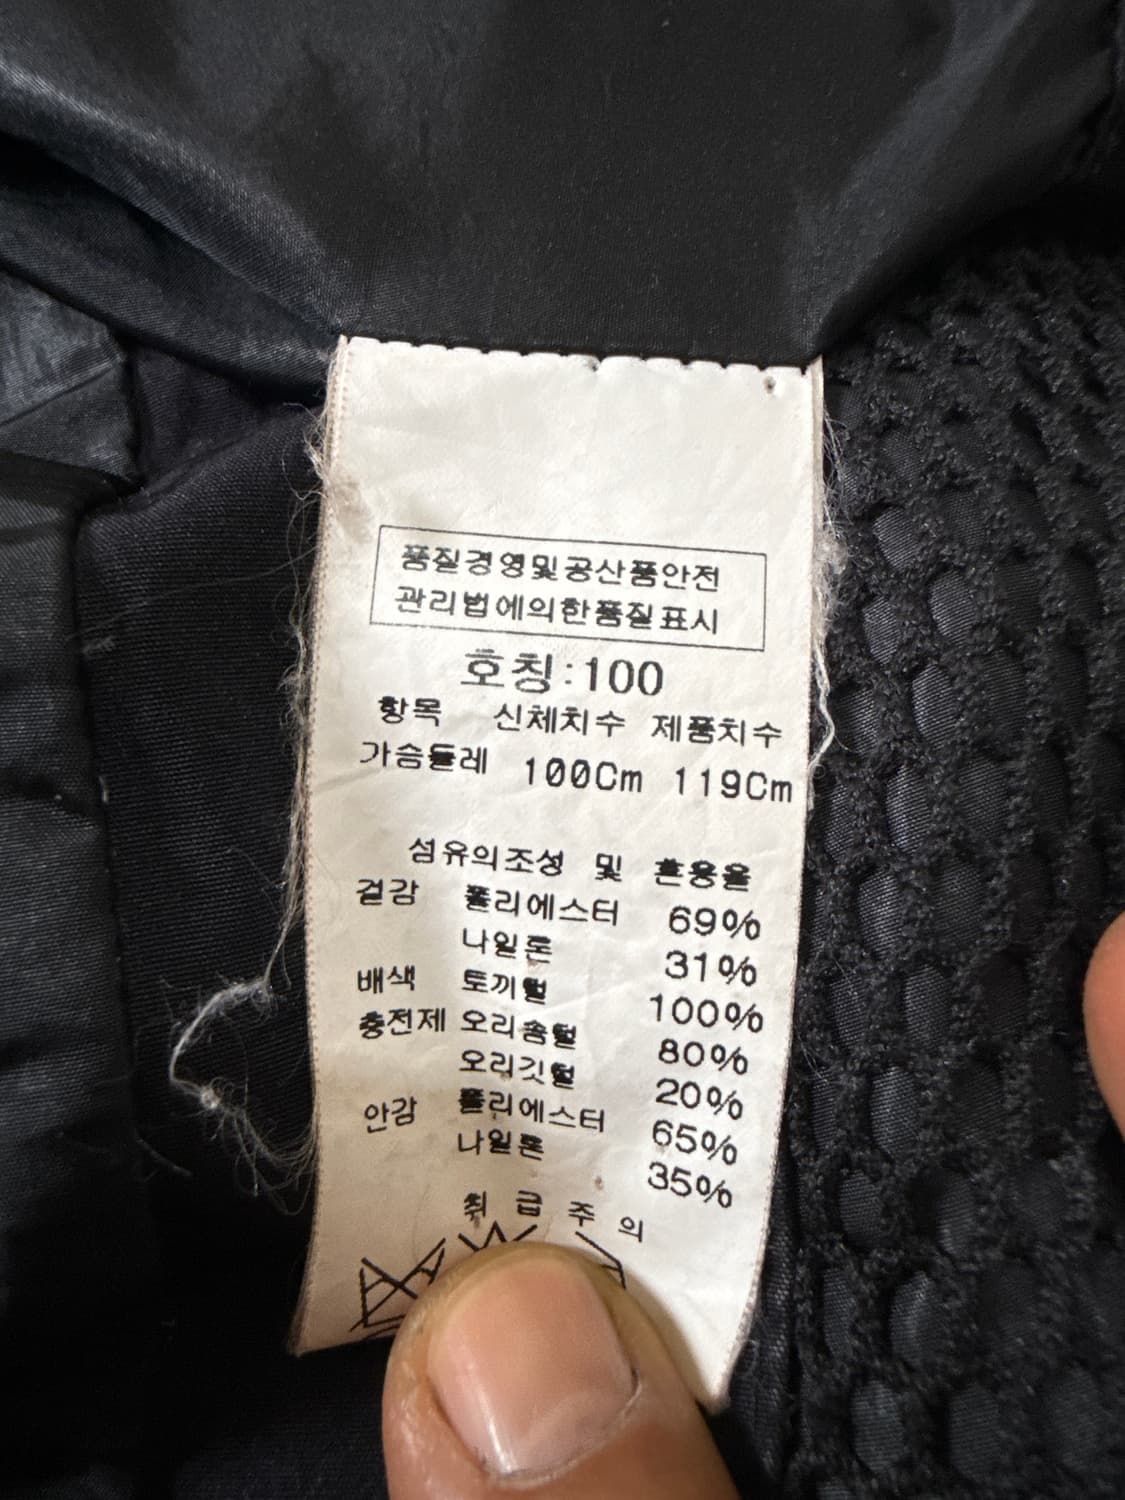 품질경영및공산품안전
관리법에의한품질표시
호칭:100
항목 신체치수 제품치수
가슴둘레 100Cm 119Cm
섬유의조성 및 혼용율
겉감 폴리에스터 69%
나일론 31%
배색 토끼털 100%
충전제 오리솜털 80%
오리깃털 20%
안감 폴리에스터 65%
나일론 35%
취급주의